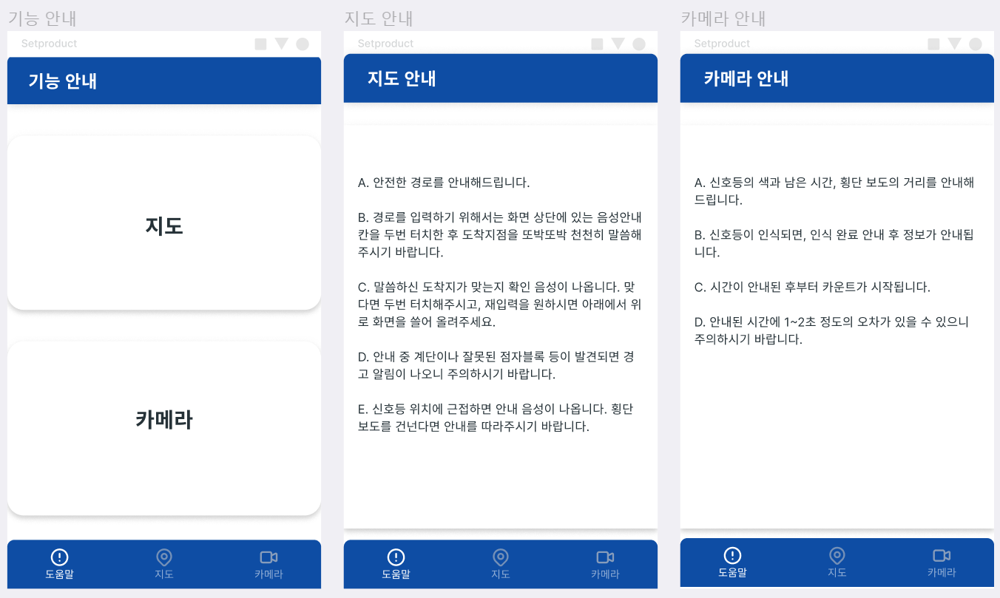 기능 안내
Setproduct
기능 안내
지도
카메라
도움말
지도
카메라
지도 안내
Setproduct
지도 안내
A. 안전한 경로를 안내해드립니다.
B. 경로를 입력하기 위해서는 화면 상단에 있는 음성안내
칸을 두번 터치한 후 도착지점을 또박또박 천천히 말씀해
주시기 바랍니다.
C. 말씀하신 도착지가 맞는지 확인 음성이 나옵니다. 맞
다면 두번 터치해주시고, 재입력을 원하시면 아래에서 위
로 화면을 쓸어 올려주세요.
D. 안내 중 계단이나 잘못된 점자블록 등이 발견되면 경
고 알림이 나오니 주의하시기 바랍니다.
E. 신호등 위치에 근접하면 안내 음성이 나옵니다. 횡단
보도를 건넌다면 안내를 따라주시기 바랍니다.
도움말
지도
카메라
카메라 안내
Setproduct
카메라 안내
A. 신호등의 색과 남은 시간, 횡단 보도의 거리를 안내해
드립니다.
B. 신호등이 인식되면, 인식 완료 안내 후 정보가 안내됩
니다.
C. 시간이 안내된 후부터 카운트가 시작됩니다.
D. 안내된 시간에 1~2초 정도의 오차가 있을 수 있으니
주의하시기 바랍니다.
도움말
지도
카메라